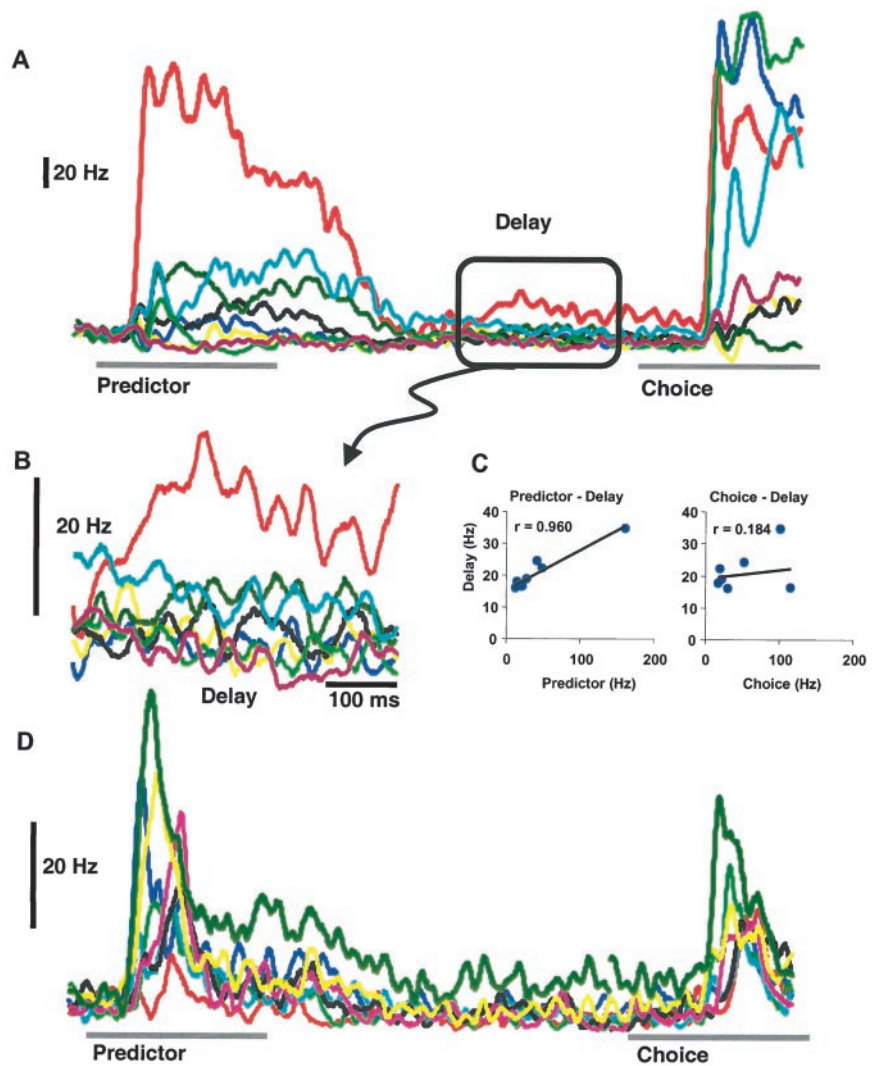 A
20 Hz
Delay
Predictor
Choice
B
20 Hz
Delay
100 ms
C
Predictor - Delay
r = 0.960
Delay (Hz)
40
30
20
10
0
0
100
200
Predictor (Hz)
Choice - Delay
r = 0.184
40
30
20
10
0
0
100
200
Choice (Hz)
D
20 Hz
Predictor
Choice